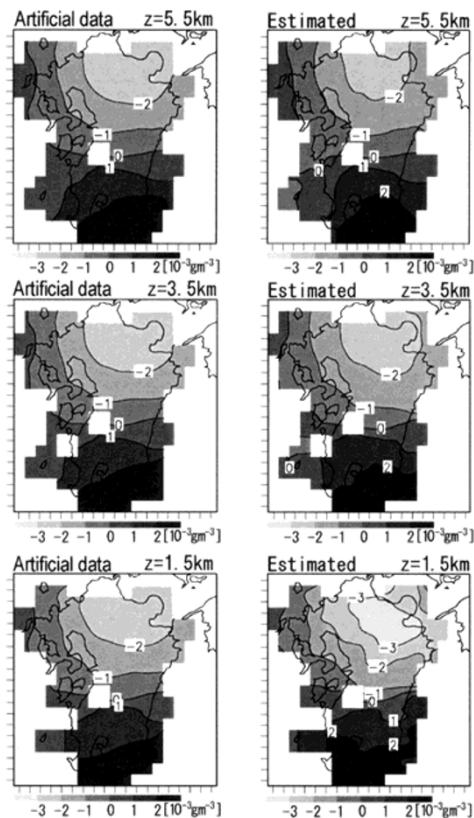 Artificial data z=5.5km
Estimated z=5.5km
-2
-1
0
1
-2
-1
0
1
0
2
-3 -2 -1 0 1 2[10⁻³gm⁻³]
-3 -2 -1 0 1 2[10⁻³gm⁻³]
Artificial data z=3.5km
Estimated z=3.5km
-2
-1
0
1
-2
-1
0
1
0
2
-3 -2 -1 0 1 2[10⁻³gm⁻³]
-3 -2 -1 0 1 2[10⁻³gm⁻³]
Artificial data z=1.5km
Estimated z=1.5km
-2
-1
0
1
-3
-3
-2
-1
0
1
2
2
-3 -2 -1 0 1 2[10⁻³gm⁻³]
-3 -2 -1 0 1 2[10⁻³gm⁻³]